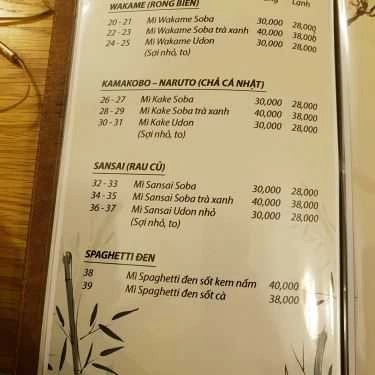 WAKAME (RONG BIỂN) Lạnh
20 - 21 Mì Wakame Soba 30,000 28,000
22 - 23 Mì Wakame Soba trà xanh 40,000 38,000
24 - 25 Mì Wakame Udon 30,000 28,000
(Sợi nhỏ, to)
KAMAKOBO – NARUTO (CHẢ CÁ NHẬT)
26 - 27 Mì Kake Soba 30,000 28,000
28 - 29 Mì Kake Soba trà xanh 40,000 38,000
30 - 31 Mì Kake Udon 30,000 28,000
(Sợi nhỏ, to)
SANSAI (RAU CỦ)
32 - 33 Mì Sansai Soba 30,000 28,000
34 - 35 Mì Sansai Soba trà xanh 40,000 38,000
36 - 37 Mì Sansai Udon nhỏ 30,000 28,000
(Sợi nhỏ, to)
SPAGHETTI ĐEN
38 Mì Spaghetti đen sốt kem nấm 40,000
39 Mì Spaghetti đen sốt cà 38,000